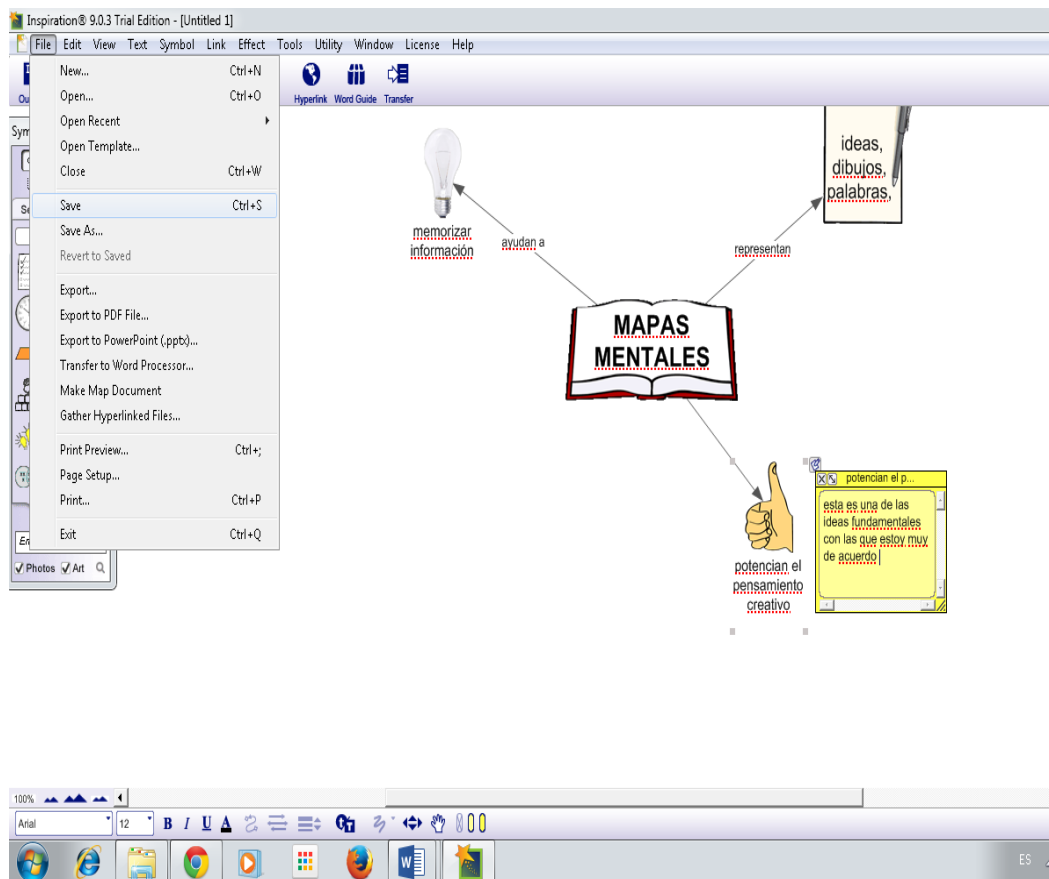 Inspiration® 9.0.3 Trial Edition - [Untitled 1]
File Edit View Text Symbol Link Effect Tools Utility Window License Help
Hyperlink Word Guide Transfer
New... Ctrl+N
Open... Ctrl+O
Open Recent
Open Template...
Close Ctrl+W
Save Ctrl+S
Save As...
Revert to Saved
Export...
Export to PDF File...
Export to PowerPoint (.pptx)...
Transfer to Word Processor...
Make Map Document
Gather Hyperlinked Files...
Print Preview... Ctrl+;
Page Setup...
Print... Ctrl+P
Exit Ctrl+Q
Photos Art
ideas,
dibujos,
palabras,
memorizar
información
ayudan a
representan
MAPAS
MENTALES
potencian el
pensamiento
creativo
potencian el p...
esta es una de las
ideas fundamentales
con las que estoy muy
de acuerdo
100%
Arial 12 B I U A
ES